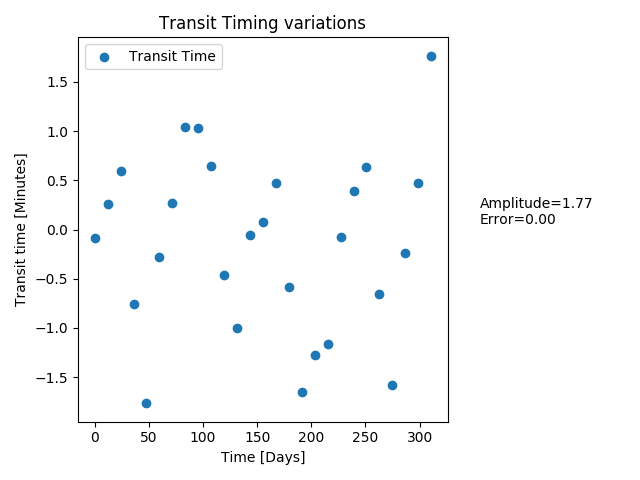 Transit Timing variations
Transit Time
1.5
1.0
0.5
0.0
−0.5
−1.0
−1.5
Transit time [Minutes]
Amplitude=1.77
Error=0.00
0 50 100 150 200 250 300
Time [Days]